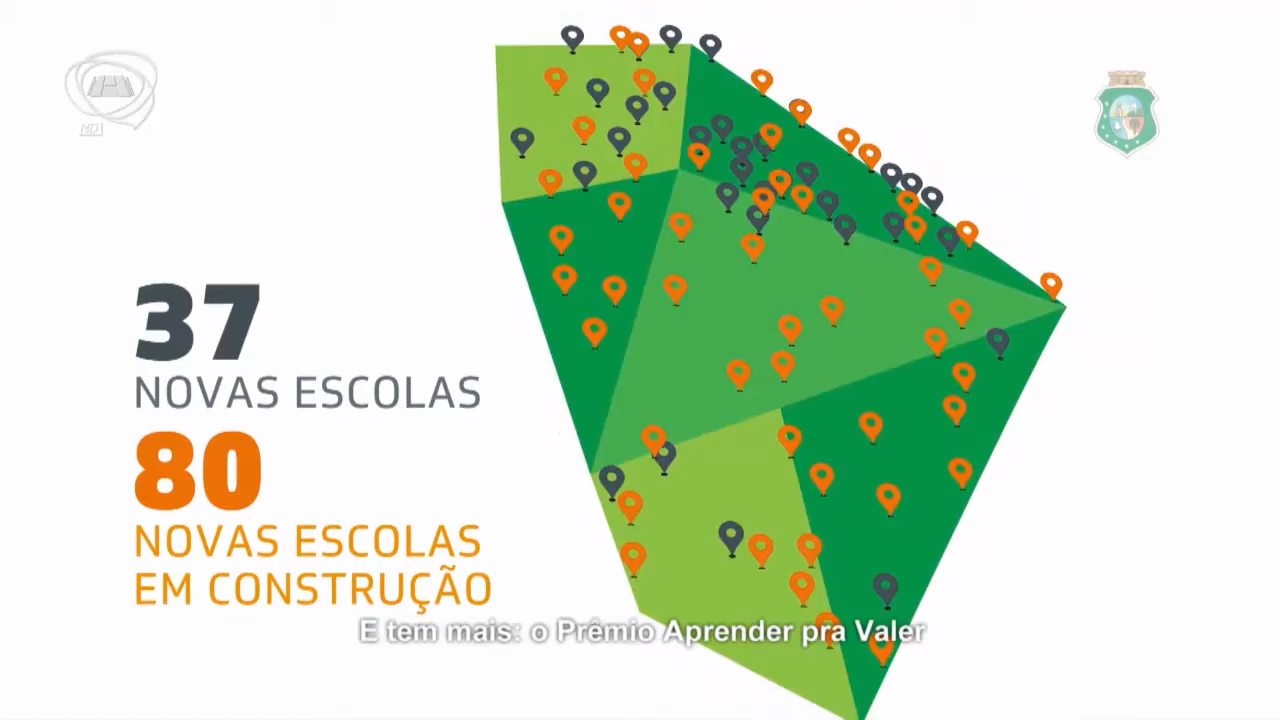 37
NOVAS ESCOLAS
80
NOVAS ESCOLAS
EM CONSTRUÇÃO
E tem mais: o Prêmio Aprender pra Valer